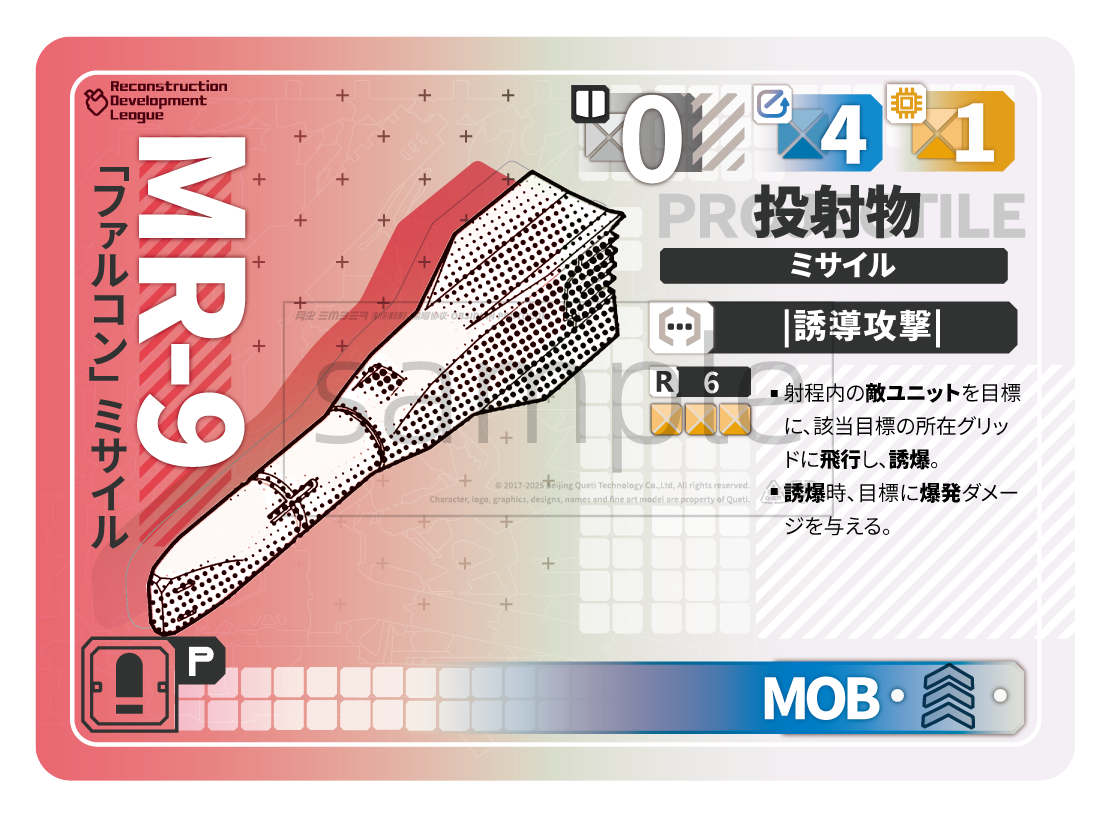 Reconstruction
Development
League
MR-9
「ファルコン」ミサイル
0
4
1
投射物
ミサイル
|誘導攻撃|
R 6
▪ 射程内の敵ユニットを目標
に、該当目標の所在グリッ
ドに飛行し、誘爆。
▪ 誘爆時、目標に爆発ダメー
ジを与える。
sample
© 2017-2025 Beijing Queti Technology Co.,Ltd, All rights reserved.
Character, logo, graphics, designs, names and fine art model are property of Queti.
P
MOB